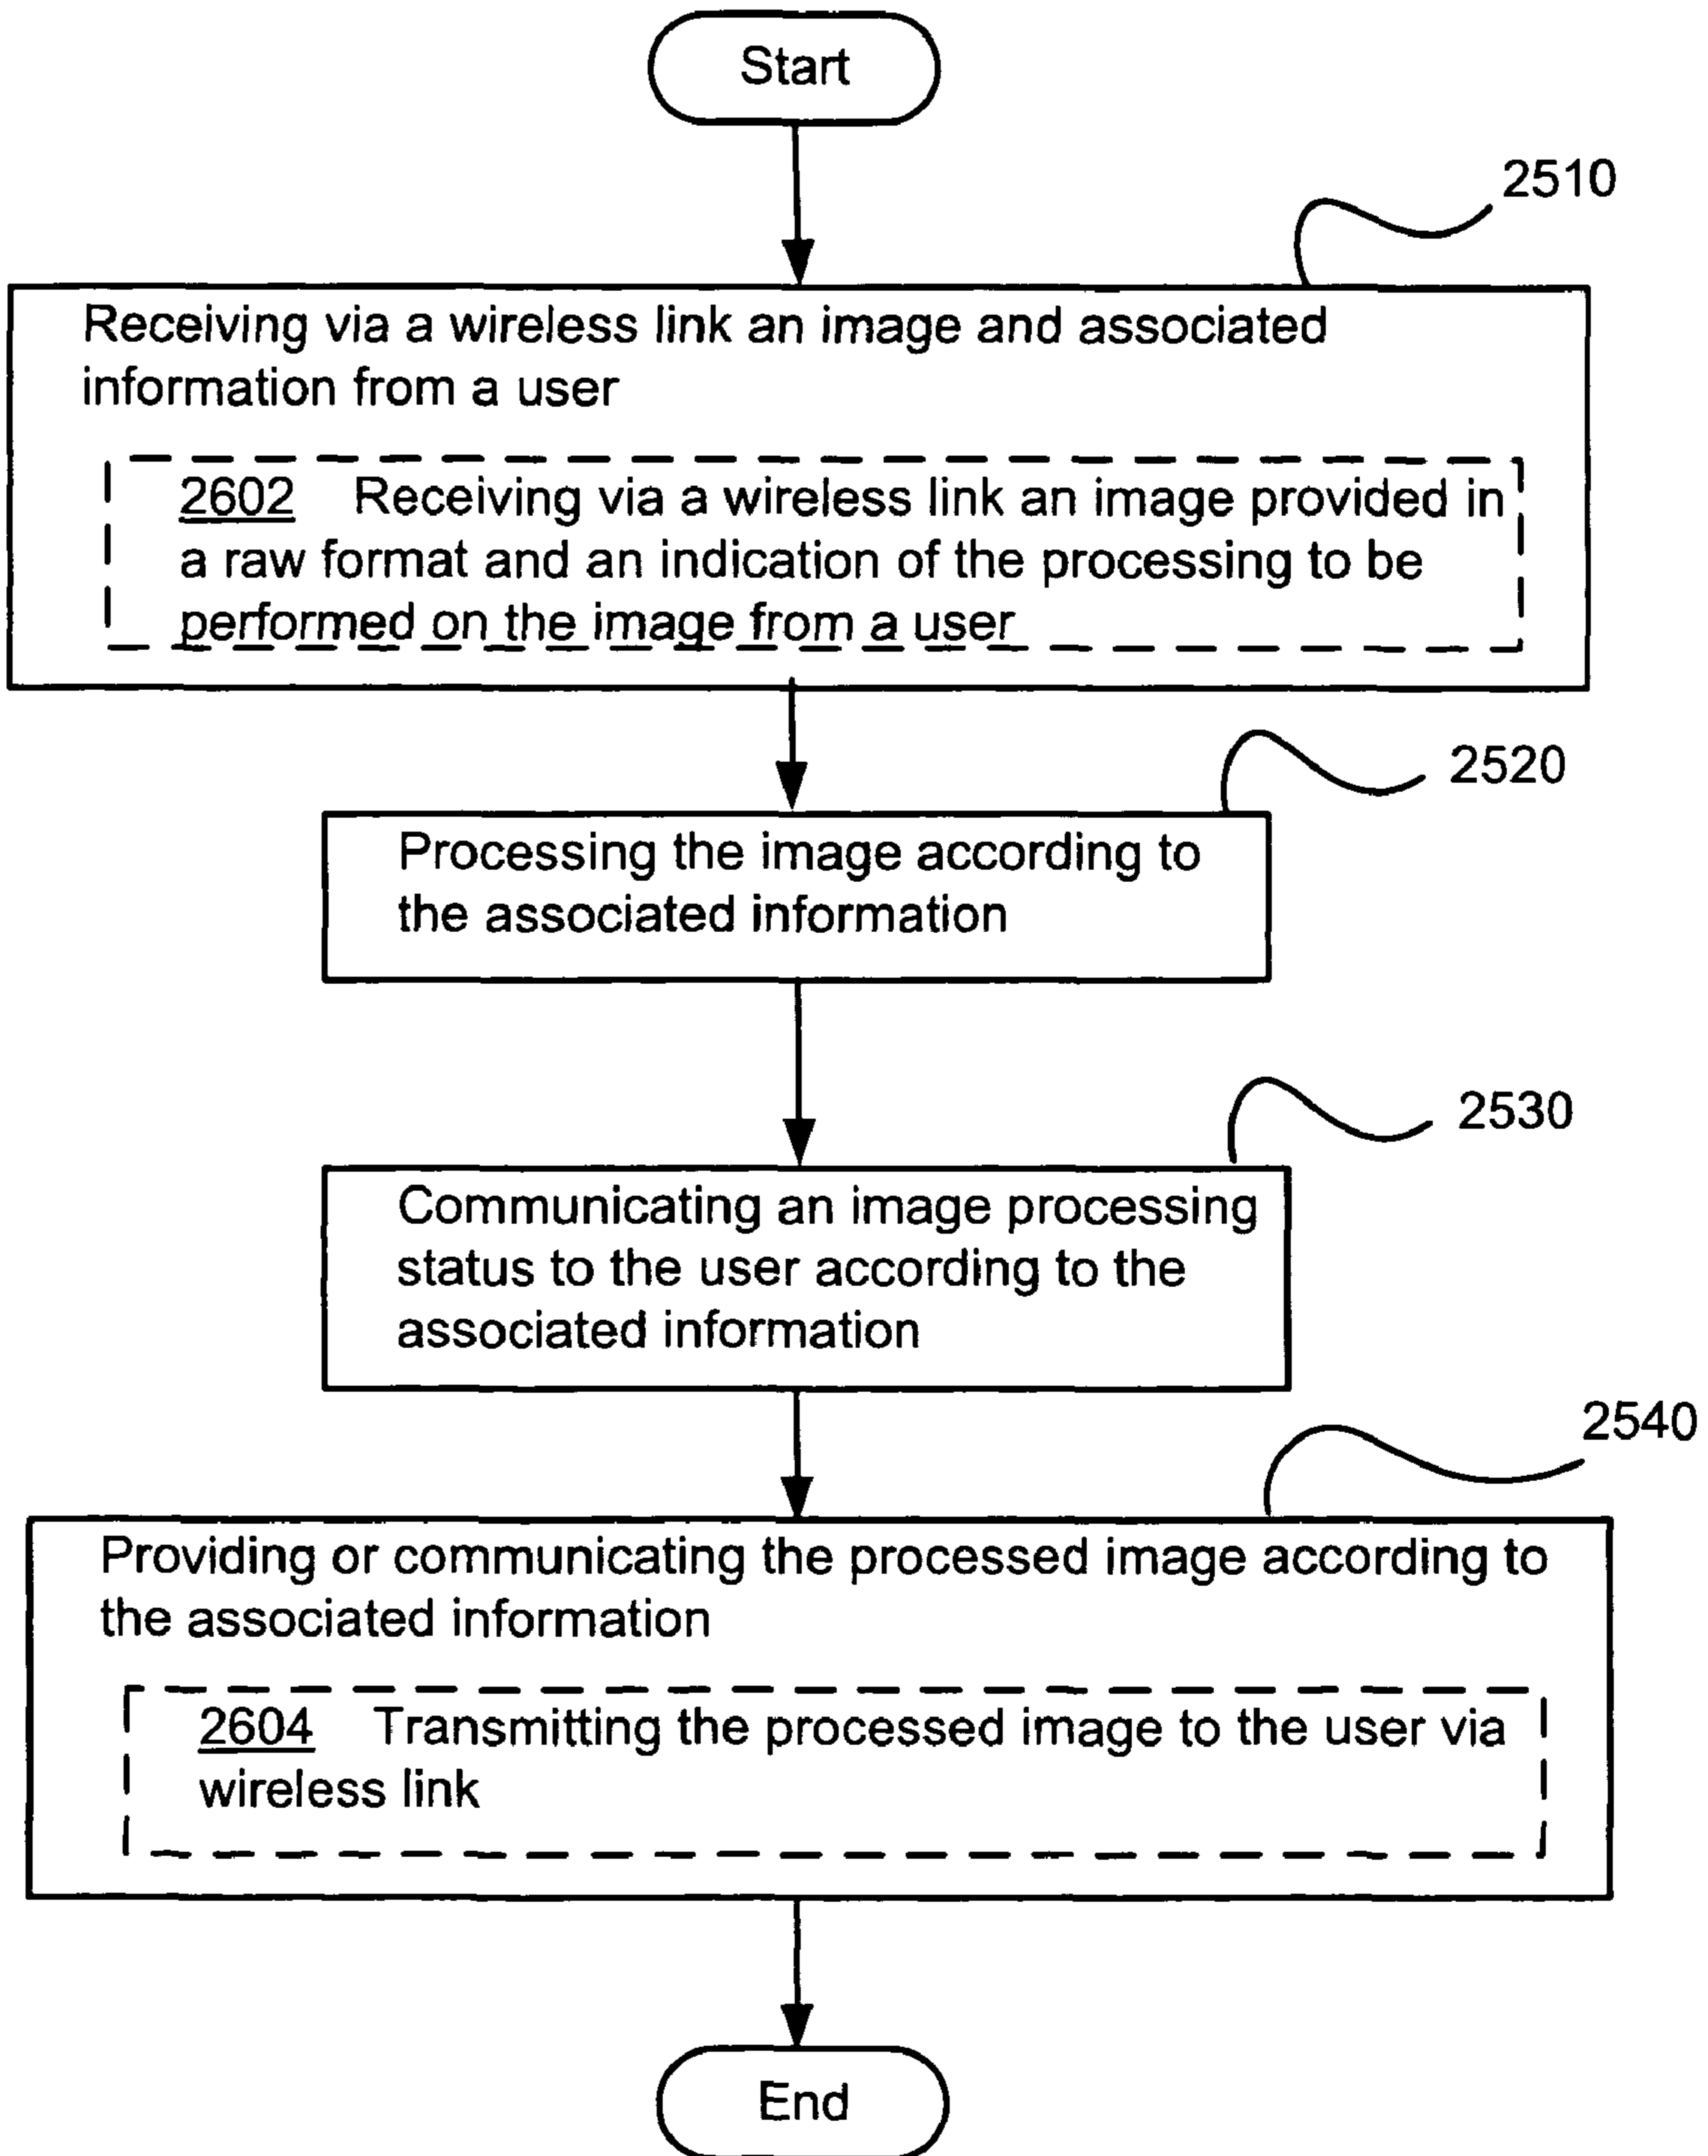 Start
2510
Receiving via a wireless link an image and associated
information from a user
2602 Receiving via a wireless link an image provided in
a raw format and an indication of the processing to be
performed on the image from a user
2520
Processing the image according to
the associated information
2530
Communicating an image processing
status to the user according to the
associated information
2540
Providing or communicating the processed image according to
the associated information
2604 Transmitting the processed image to the user via
wireless link
End